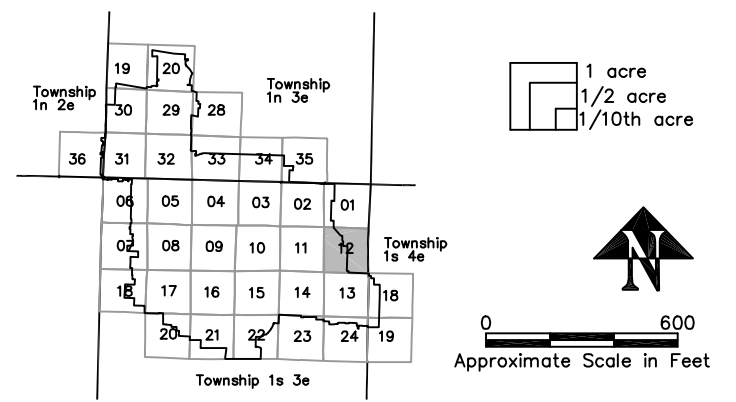 19 20
Township
1n 2e
Township
1n 3e
30 29 28
36 31 32 33 34 35
06 05 04 03 02 01
07 08 09 10 11 12
Township
1s 4e
18 17 16 15 14 13 18
20 21 22 23 24 19
Township 1s 3e
1 acre
1/2 acre
1/10th acre
N
0 600
Approximate Scale in Feet